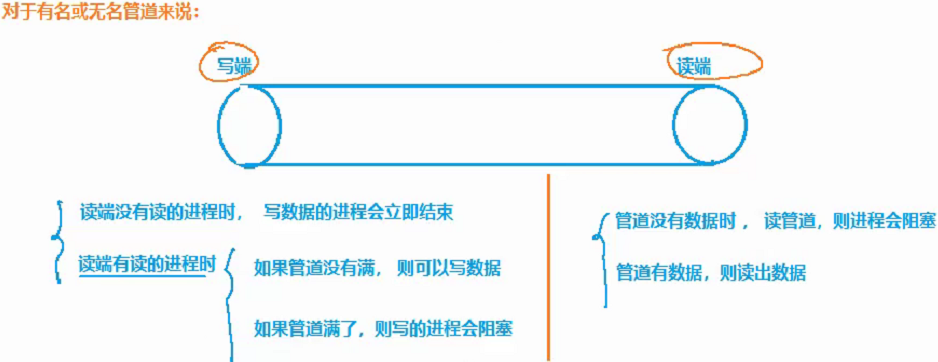 对于有名或无名管道来说：
写端
读端
读端没有读的进程时， 写数据的进程会立即结束
读端有读的进程时
如果管道没有满， 则可以写数据
如果管道满了，则写的进程会阻塞
管道没有数据时 ， 读管道，则进程会阻塞
管道有数据，则读出数据